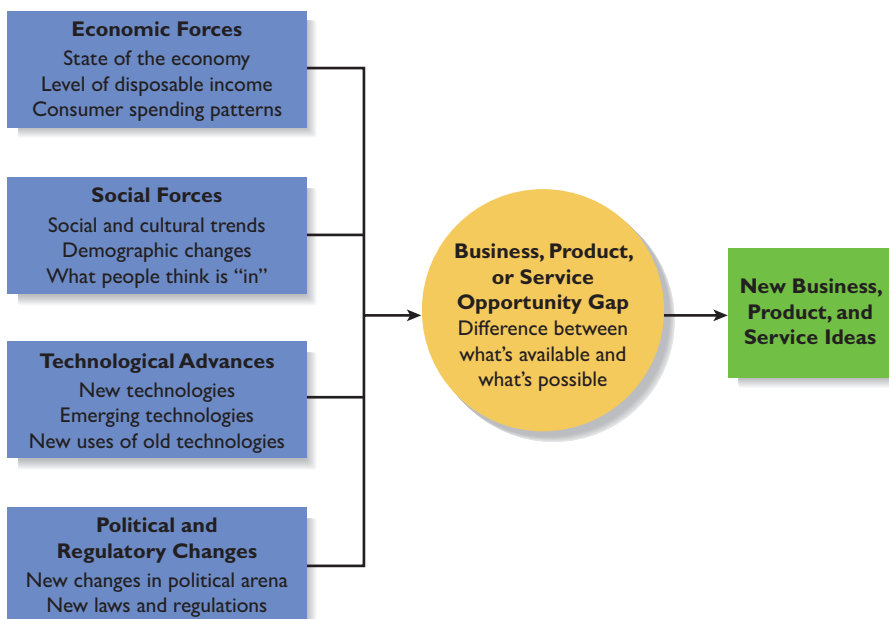 Economic Forces
State of the economy
Level of disposable income
Consumer spending patterns
Social Forces
Social and cultural trends
Demographic changes
What people think is “in”
Technological Advances
New technologies
Emerging technologies
New uses of old technologies
Political and
Regulatory Changes
New changes in political arena
New laws and regulations
Business, Product,
or Service
Opportunity Gap
Difference between
what’s available and
what’s possible
New Business,
Product, and
Service Ideas